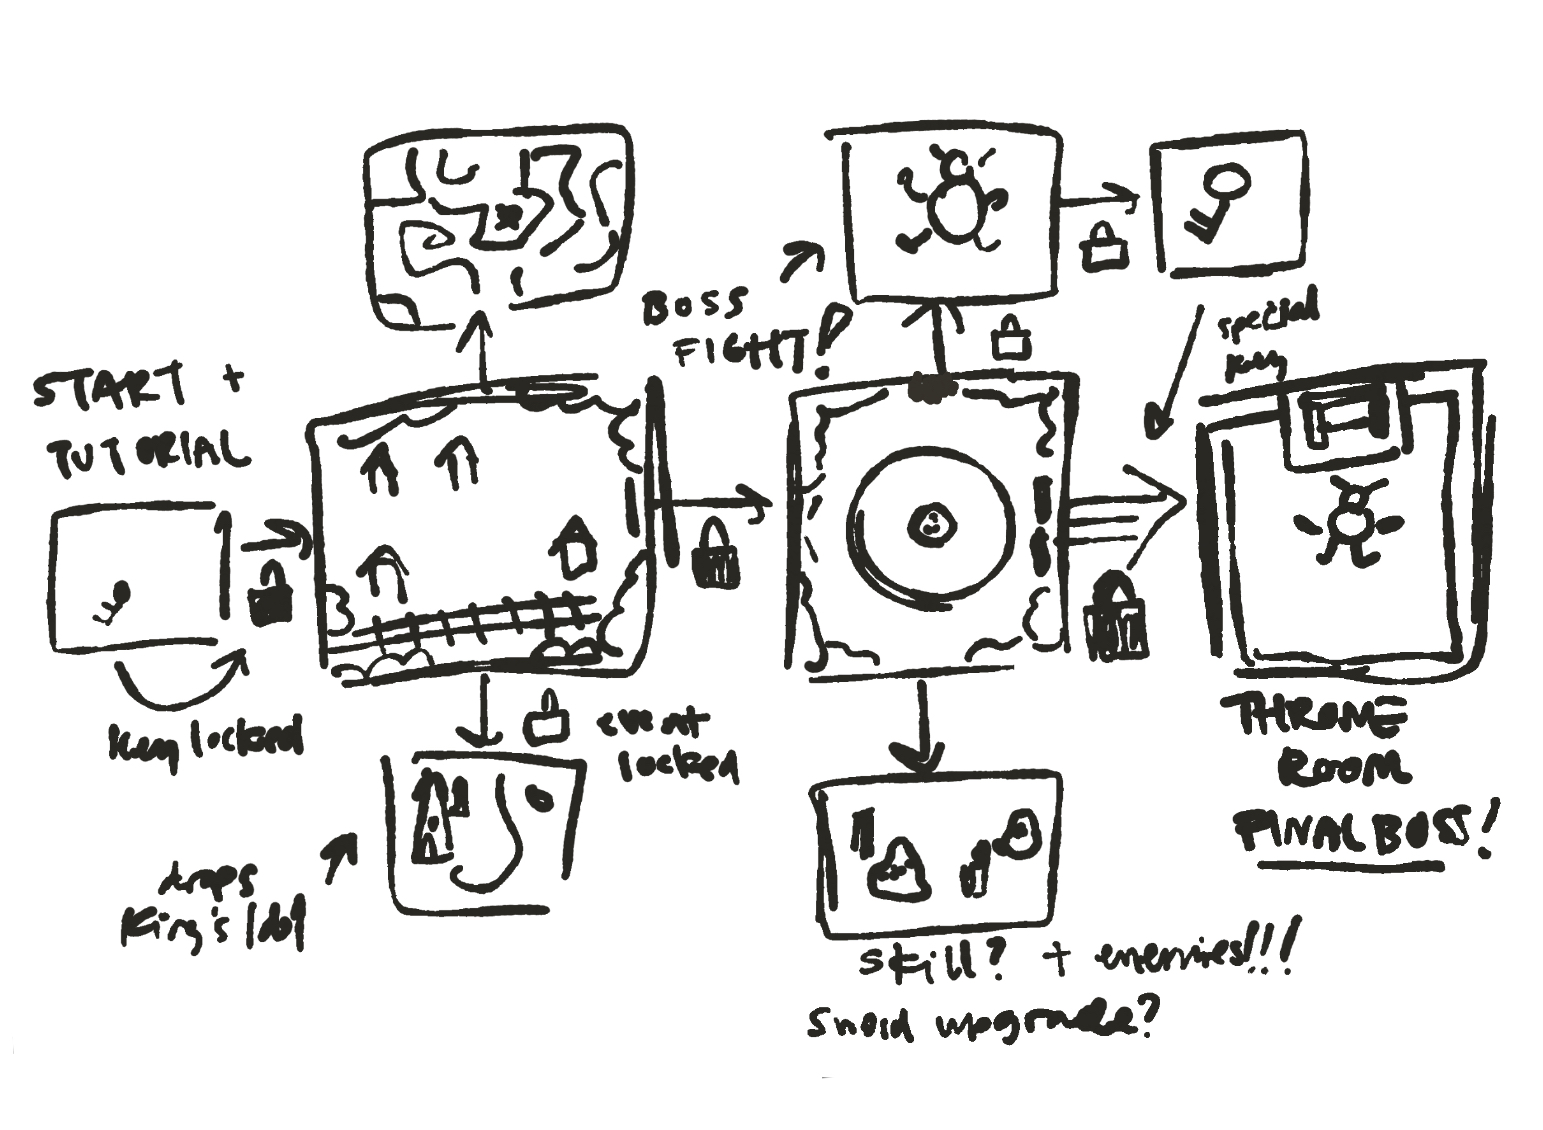 START +
TUTORIAL
key locked
event
locked
drops
King's Idol
BOSS
FIGHT!
special
key
skill? + enemies!!!
sword upgrade?
THRONE
ROOM
FINAL BOSS!